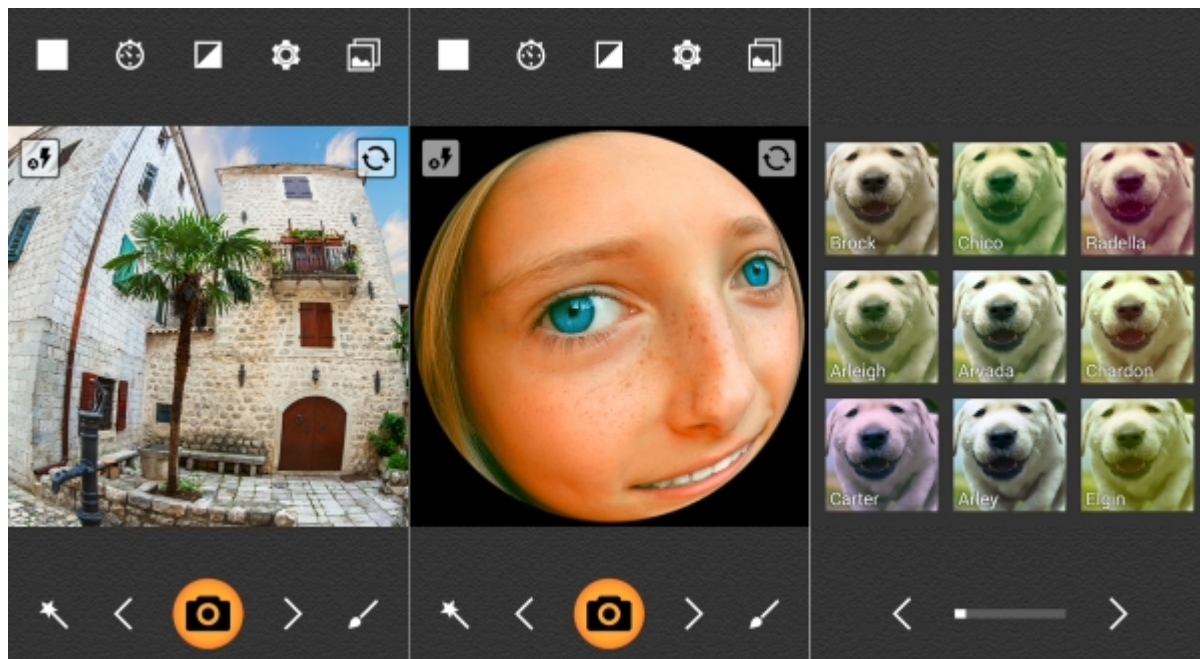 Brock
Chico
Radella
Arleigh
Arvada
Chardon
Carter
Arley
Elgin